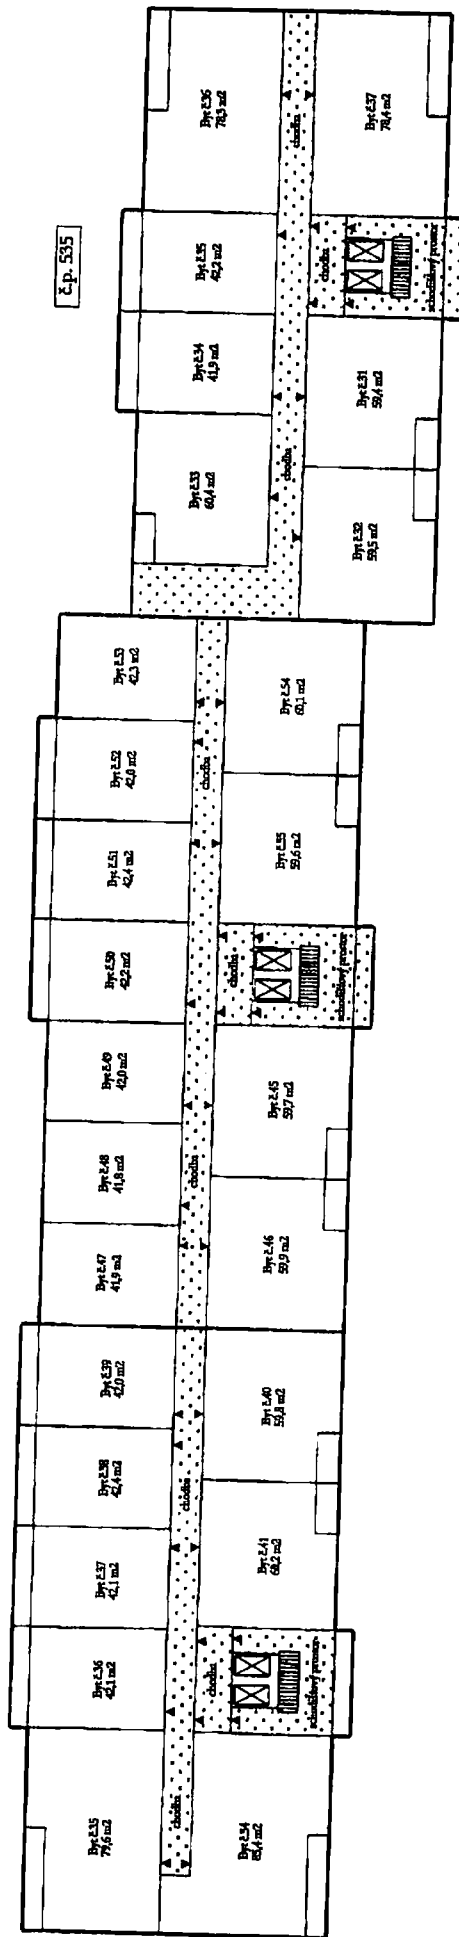 Byt č.36
78,5 m2
chodba
Byt č.37
78,4 m2
č.p. 535
Byt č.35
42,2 m2
chodba
schodišťový prostor
Byt č.34
41,9 m2
Byt č.31
59,4 m2
Byt č.33
60,4 m2
chodba
Byt č.32
59,5 m2
Byt č.53
42,3 m2
Byt č.54
60,1 m2
Byt č.52
42,0 m2
chodba
Byt č.51
42,4 m2
Byt č.55
59,6 m2
Byt č.50
42,2 m2
chodba
schodišťový prostor
Byt č.49
42,0 m2
Byt č.45
59,7 m2
Byt č.48
41,8 m2
chodba
Byt č.47
41,9 m2
Byt č.46
59,9 m2
Byt č.39
42,0 m2
Byt č.40
59,8 m2
Byt č.38
42,4 m2
chodba
Byt č.37
42,1 m2
Byt č.41
60,2 m2
Byt č.36
42,1 m2
chodba
schodišťový prostor
Byt č.35
79,6 m2
chodba
Byt č.34
85,4 m2